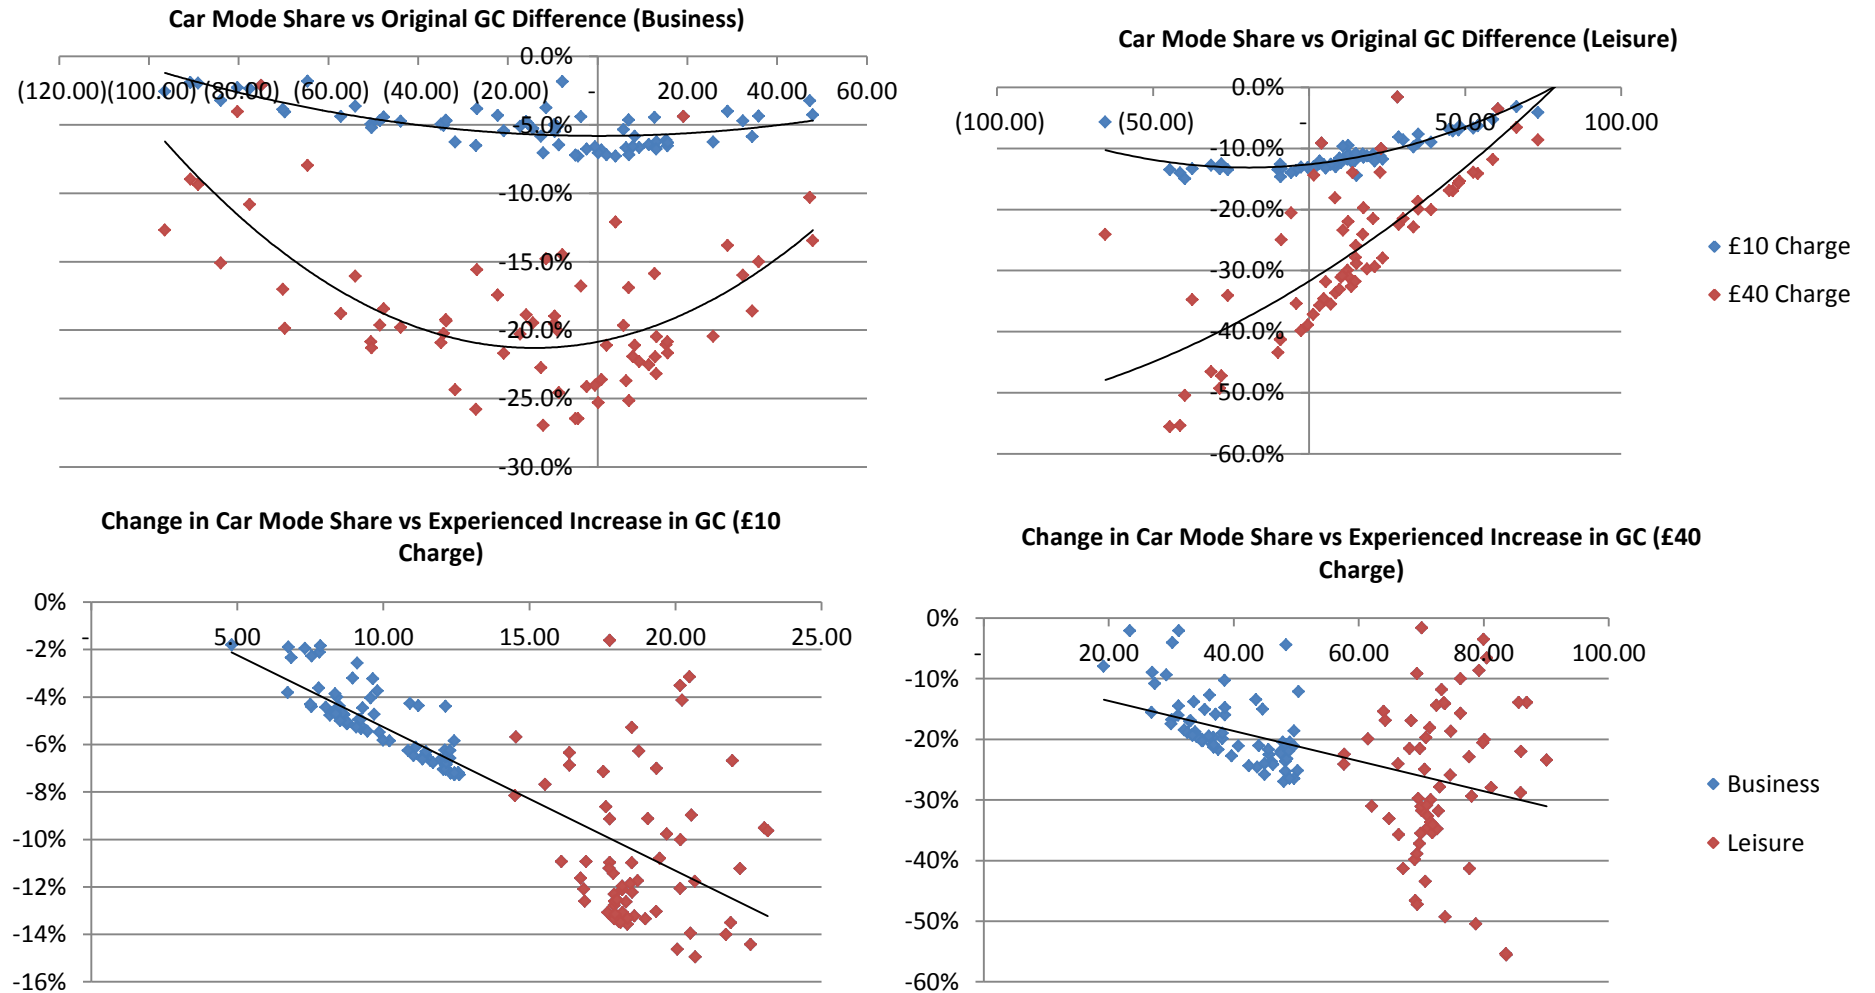 Car Mode Share vs Original GC Difference (Business)
0.0%
(120.00)(100.00) (80.00) (60.00) (40.00) (20.00) - 20.00 40.00 60.00
-5.0%
-10.0%
-15.0%
-20.0%
-25.0%
-30.0%
Car Mode Share vs Original GC Difference (Leisure)
0.0%
(100.00) (50.00) - 50.00 100.00
-10.0%
-20.0%
-30.0%
-40.0%
-50.0%
-60.0%
£10 Charge
£40 Charge
Change in Car Mode Share vs Experienced Increase in GC (£10
Charge)
0%
- 5.00 10.00 15.00 20.00 25.00
-2%
-4%
-6%
-8%
-10%
-12%
-14%
-16%
Change in Car Mode Share vs Experienced Increase in GC (£40
Charge)
0%
- 20.00 40.00 60.00 80.00 100.00
-10%
-20%
-30%
-40%
-50%
-60%
Business
Leisure